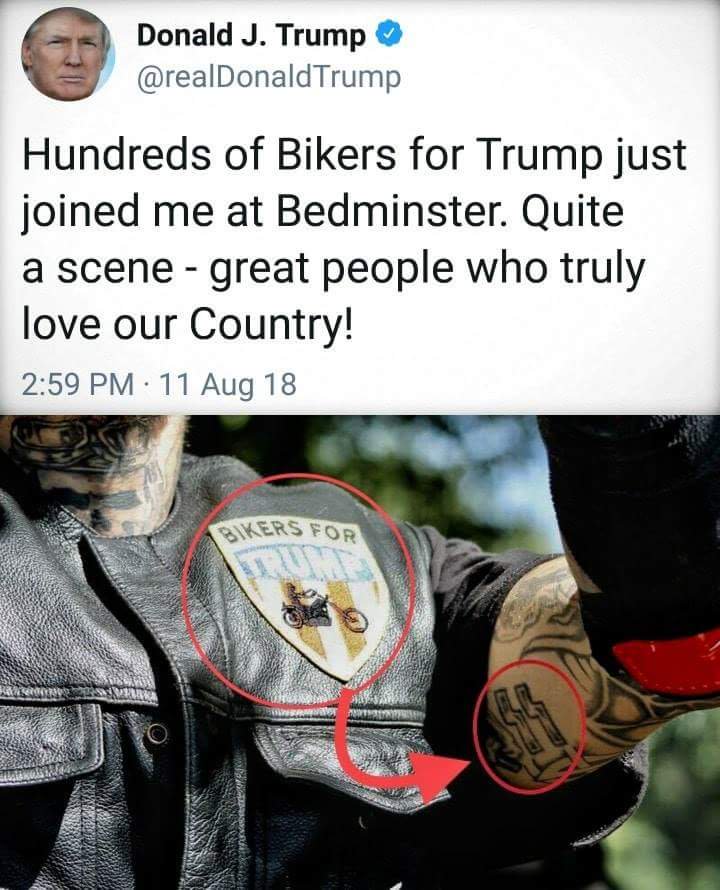 Donald J. Trump
@realDonaldTrump
Hundreds of Bikers for Trump just
joined me at Bedminster. Quite
a scene - great people who truly
love our Country!
2:59 PM · 11 Aug 18
BIKERS FOR
TRUMP